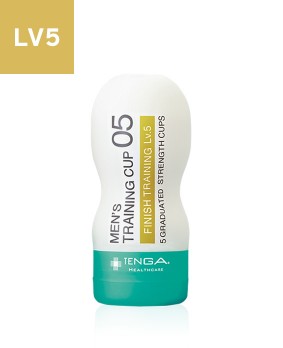 LV5
MEN'S
TRAINING CUP 05
FINISH TRAINING Lv.5
5 GRADUATED STRENGTH CUPS
TENGA
HEALTHCARE